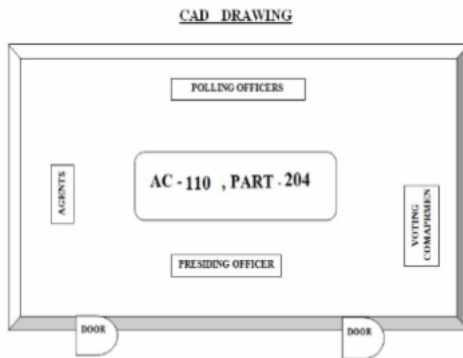 CAD DRAWING
POLLING OFFICERS
AC - 110 , PART - 204
AGENTS
VOTING
COMAPRMEN
PRESIDING OFFICER
DOOR
DOOR